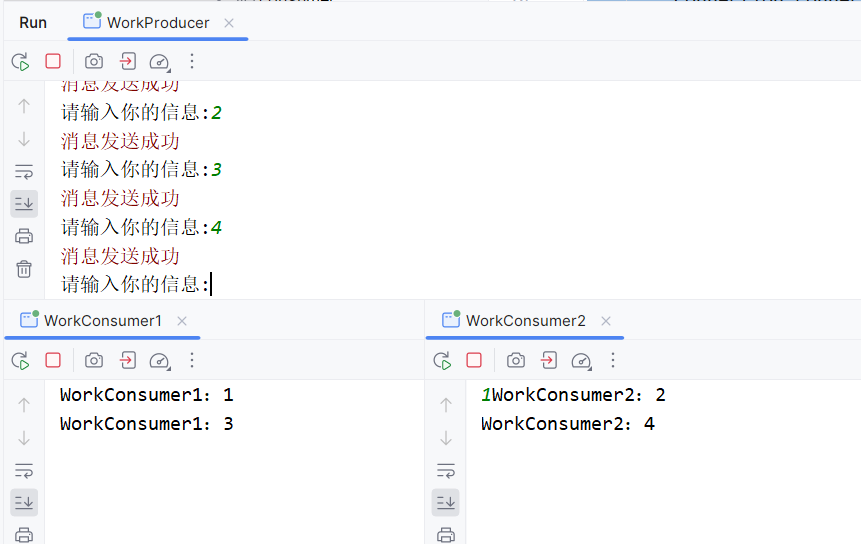 Run WorkProducer
消息发送成功
请输入你的信息:2
消息发送成功
请输入你的信息:3
消息发送成功
请输入你的信息:4
消息发送成功
请输入你的信息:
WorkConsumer1
WorkConsumer1: 1
WorkConsumer1: 3
WorkConsumer2
1WorkConsumer2: 2
WorkConsumer2: 4